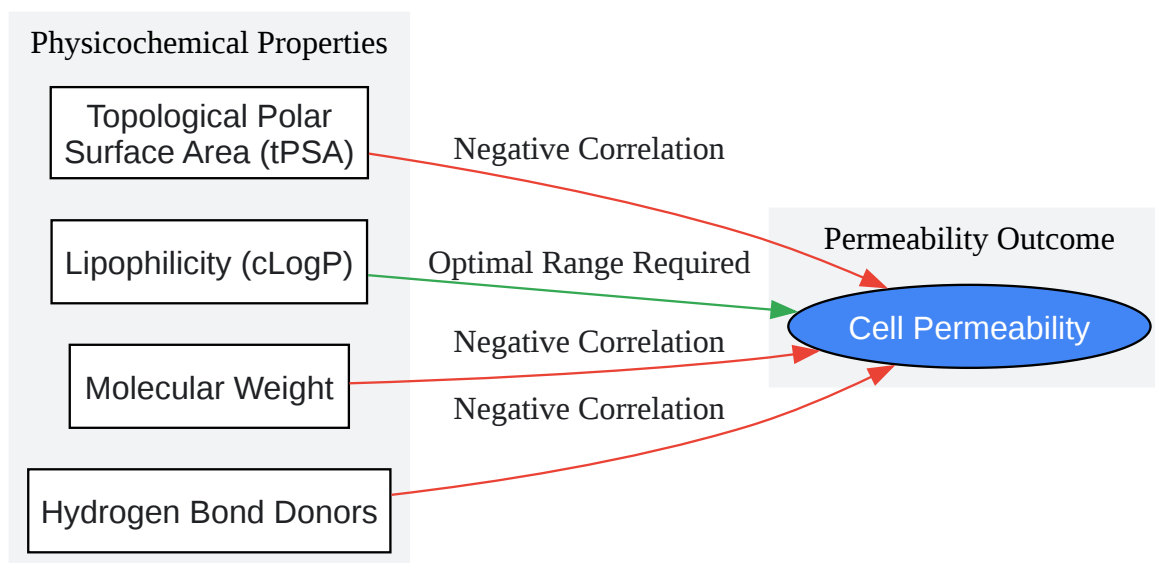 Physicochemical Properties
Topological Polar
Surface Area (tPSA)
Negative Correlation
Lipophilicity (cLogP)
Optimal Range Required
Molecular Weight
Negative Correlation
Hydrogen Bond Donors
Negative Correlation
Permeability Outcome
Cell Permeability